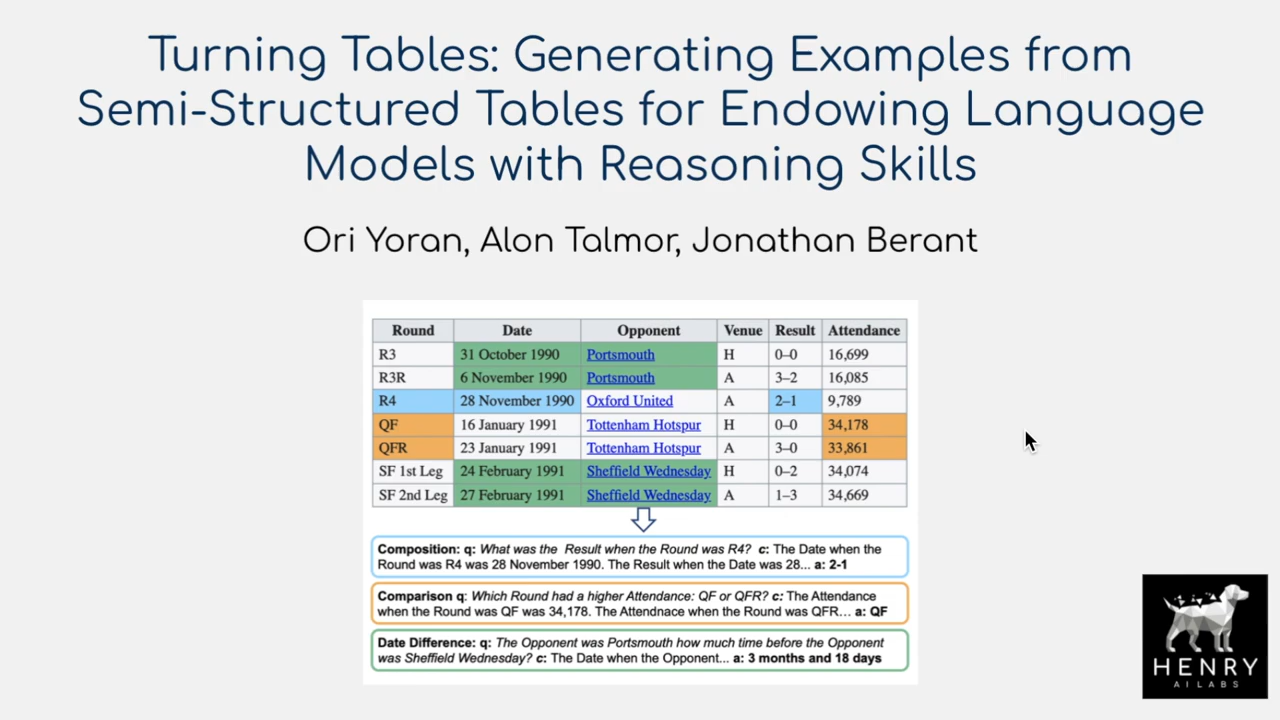 Turning Tables: Generating Examples from
Semi-Structured Tables for Endowing Language
Models with Reasoning Skills
Ori Yoran, Alon Talmor, Jonathan Berant
Round Date Opponent Venue Result Attendance
R3 31 October 1990 Portsmouth H 0–0 16,699
R3R 6 November 1990 Portsmouth A 3–2 16,085
R4 28 November 1990 Oxford United A 2–1 9,789
QF 16 January 1991 Tottenham Hotspur H 0–0 34,178
QFR 23 January 1991 Tottenham Hotspur A 3–0 33,861
SF 1st Leg 24 February 1991 Sheffield Wednesday H 0–2 34,074
SF 2nd Leg 27 February 1991 Sheffield Wednesday A 1–3 34,669
Composition: q: What was the Result when the Round was R4? c: The Date when the
Round was R4 was 28 November 1990. The Result when the Date was 28... a: 2-1
Comparison q: Which Round had a higher Attendance: QF or QFR? c: The Attendance
when the Round was QF was 34,178. The Attednace when the Round was QFR... a: QF
Date Difference: q: The Opponent was Portsmouth how much time before the Opponent
was Sheffield Wednesday? c: The Date when the Opponent... a: 3 months and 18 days
HENRY
AI LABS